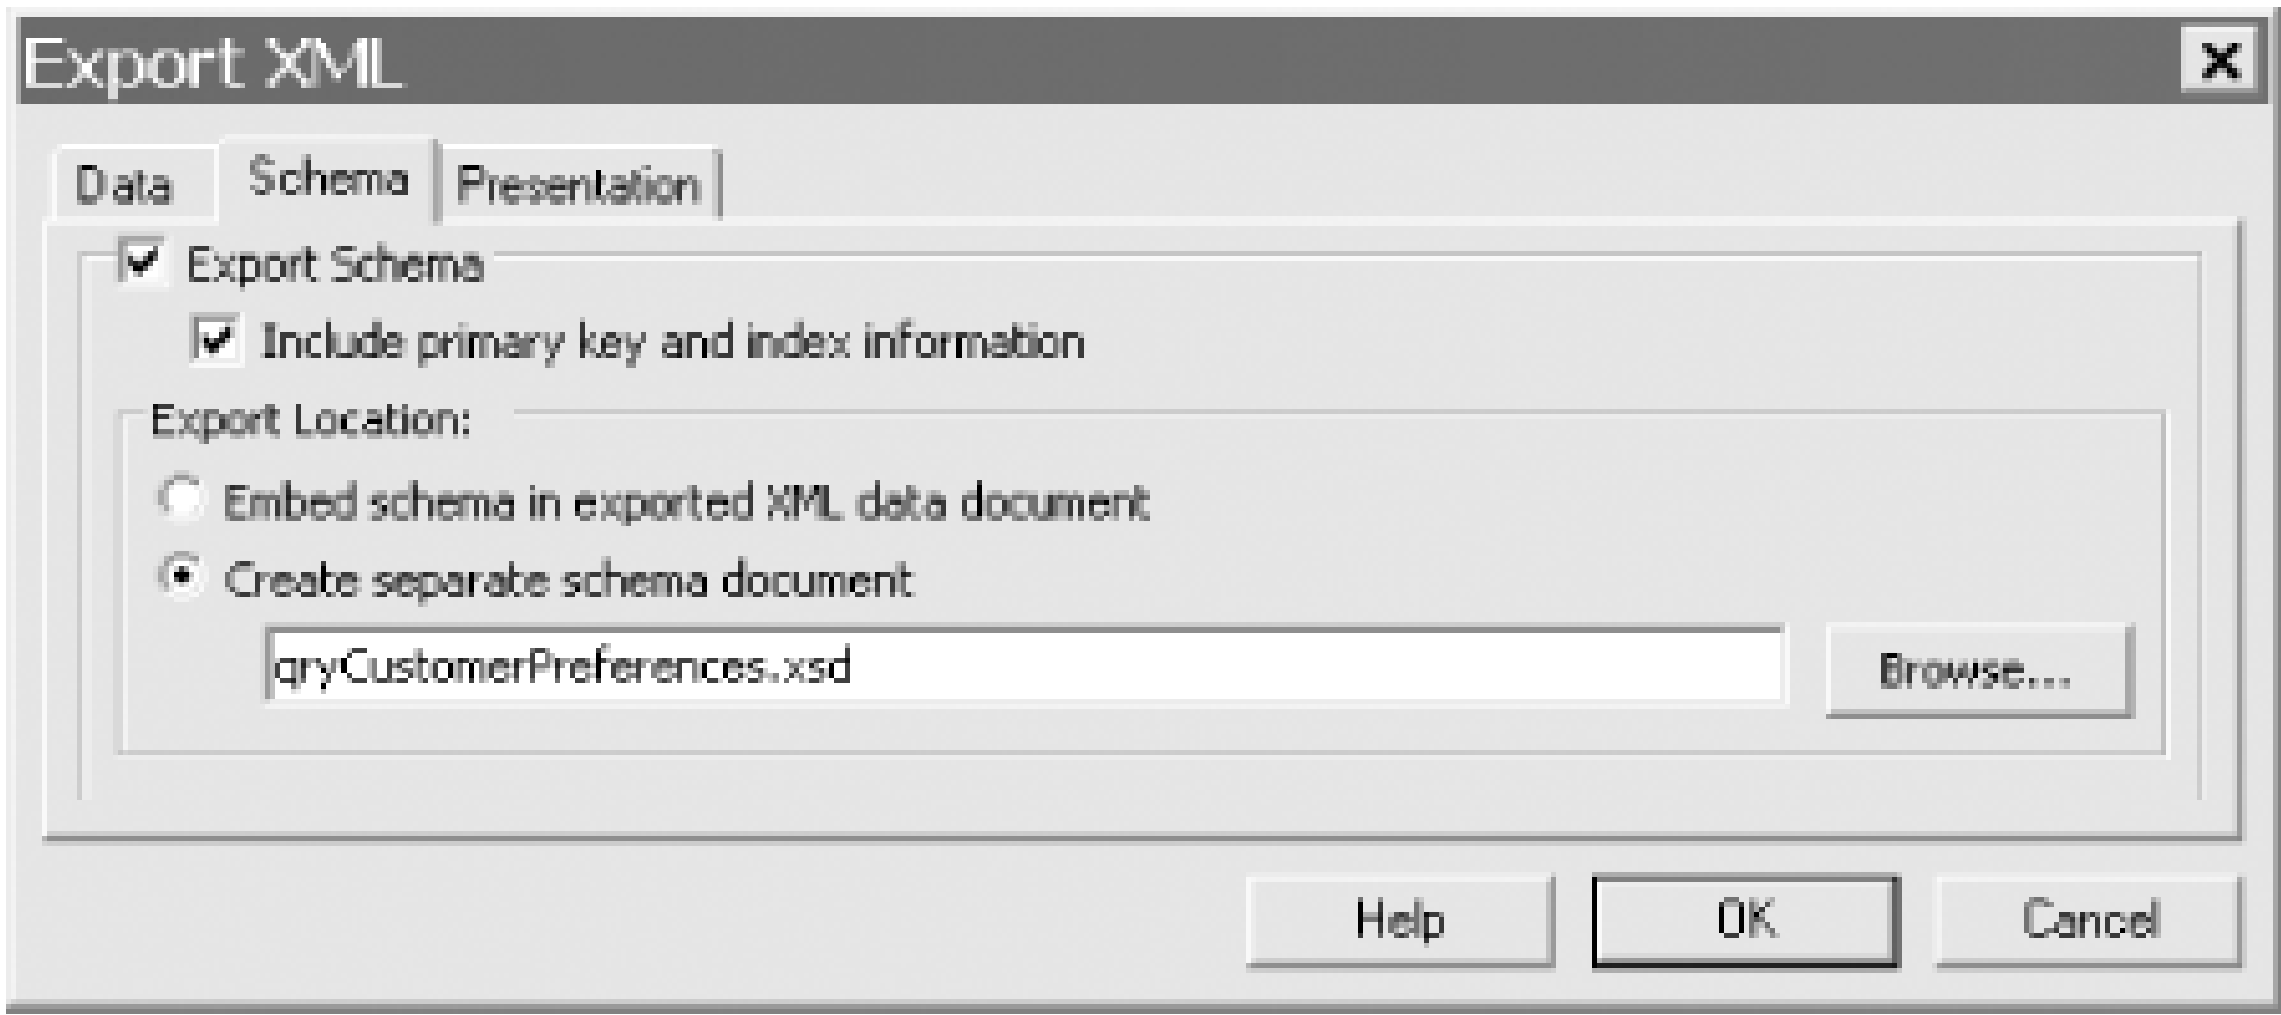 Export XML
Data Schema Presentation
Export Schema
Include primary key and index information
Export Location:
Embed schema in exported XML data document
Create separate schema document
qryCustomerPreferences.xsd Browse...
Help OK Cancel